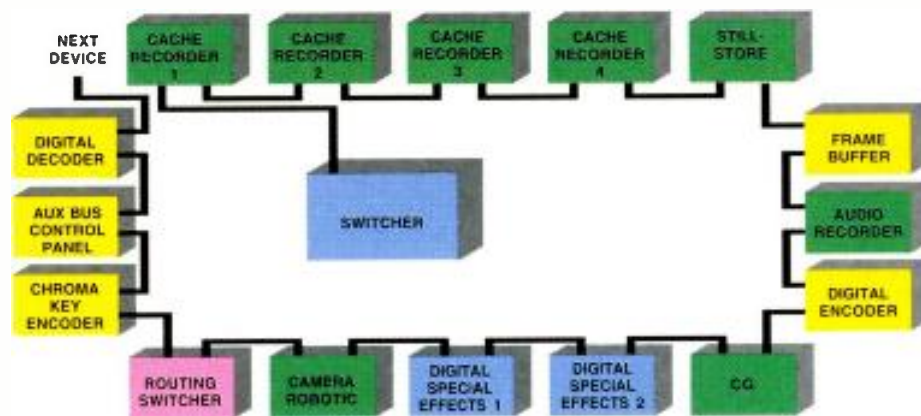 NEXT
DEVICE
CACHE
RECORDER
1
CACHE
RECORDER
2
CACHE
RECORDER
3
CACHE
RECORDER
4
STILL-
STORE
DIGITAL
DECODER
FRAME
BUFFER
AUX BUS
CONTROL
PANEL
SWITCHER
AUDIO
RECORDER
CHROMA
KEY
ENCODER
DIGITAL
ENCODER
ROUTING
SWITCHER
CAMERA
ROBOTIC
DIGITAL
SPECIAL
EFFECTS 1
DIGITAL
SPECIAL
EFFECTS 2
CG